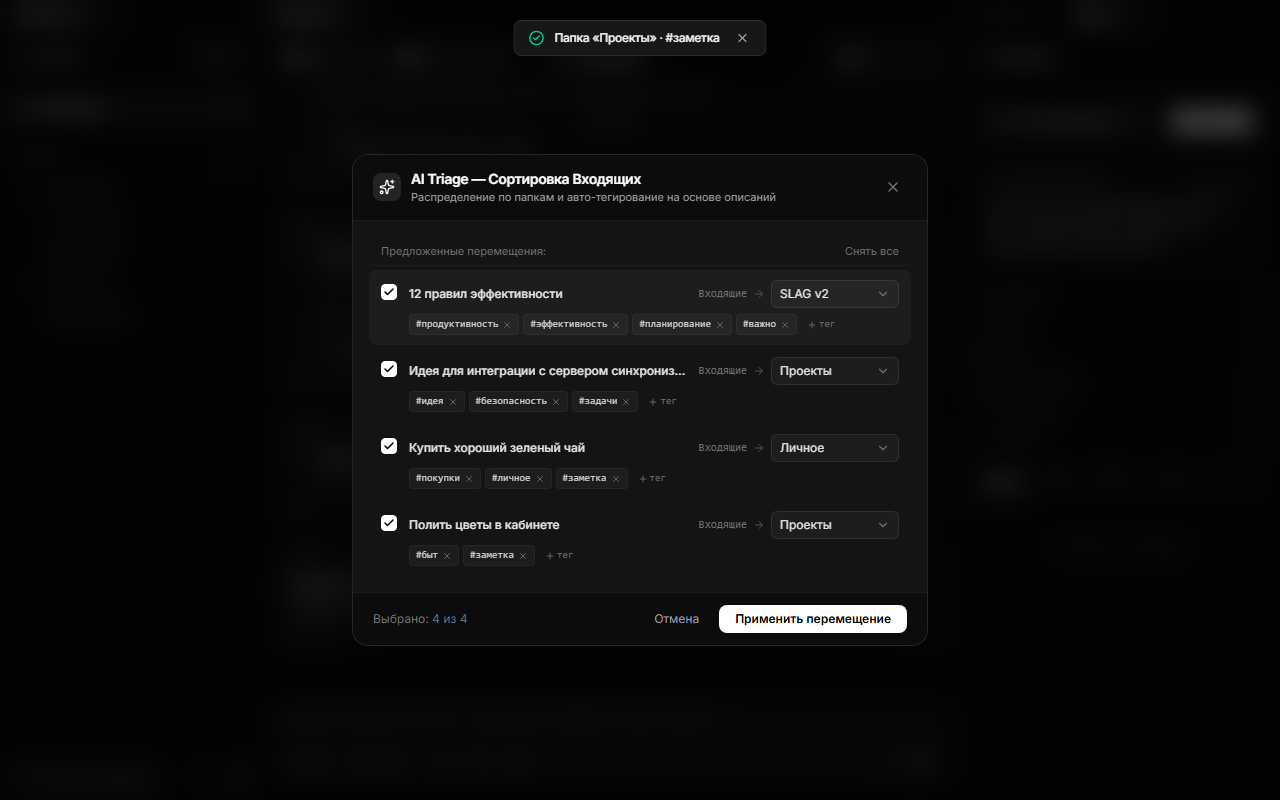 Папка «Проекты» · #заметка
AI Triage — Сортировка Входящих
Распределение по папкам и авто-тегирование на основе описаний
Предложенные перемещения: Снять все
12 правил эффективности Входящие → SLAG v2
#продуктивность × #эффективность × #планирование × #важно × + тег
Идея для интеграции с сервером синхрониз... Входящие → Проекты
#идея × #безопасность × #задачи × + тег
Купить хороший зеленый чай Входящие → Личное
#покупки × #личное × #заметка × + тег
Полить цветы в кабинете Входящие → Проекты
#быт × #заметка × + тег
Выбрано: 4 из 4 Отмена Применить перемещение